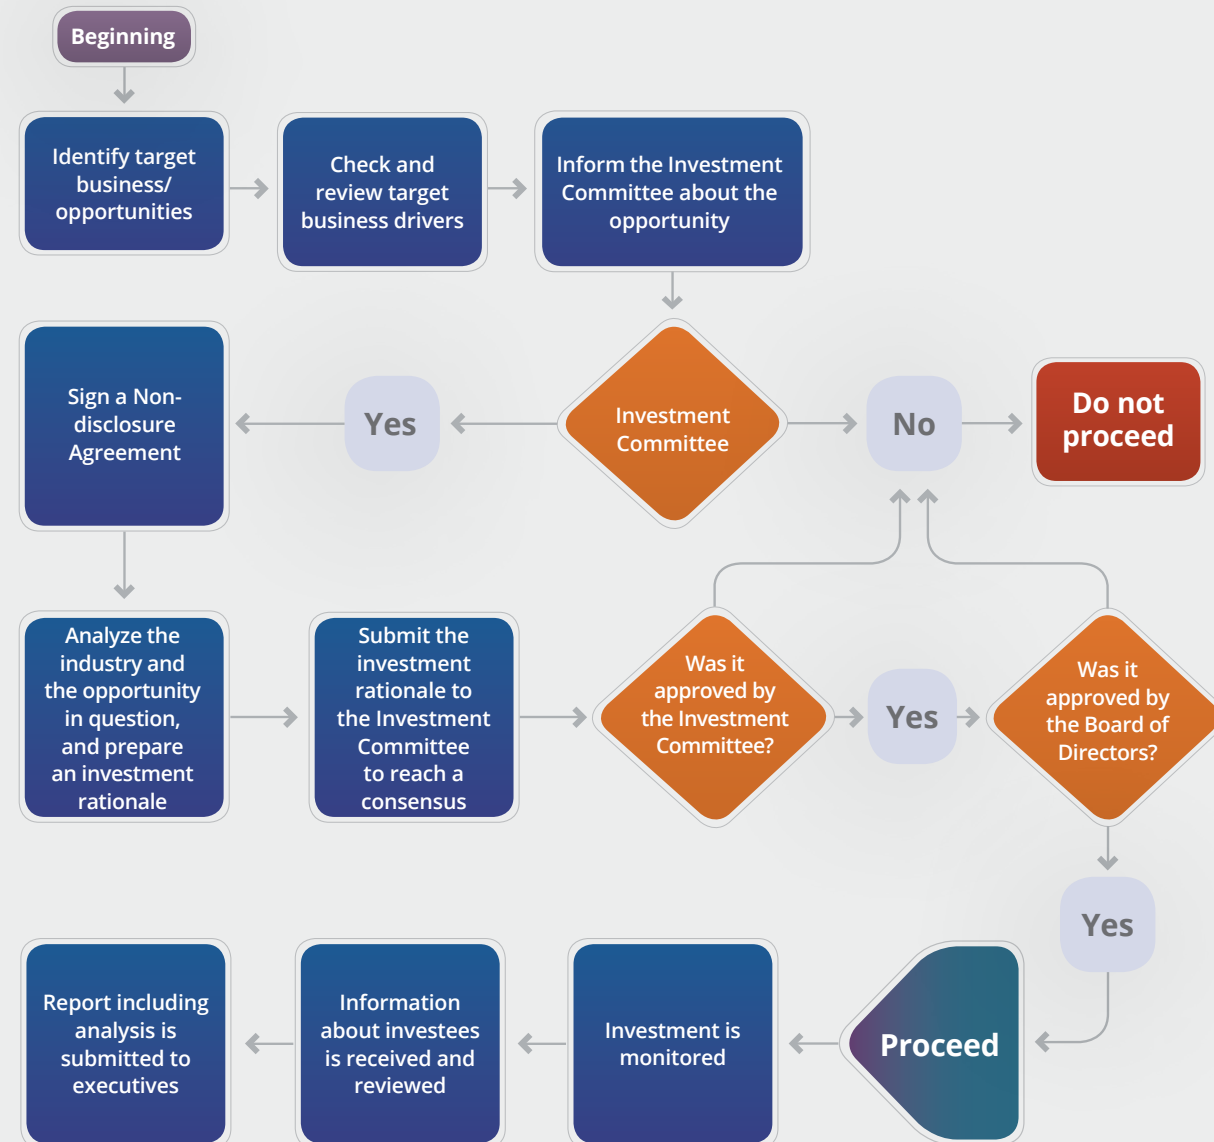 Beginning
Identify target
business/
opportunities
Check and
review target
business drivers
Inform the Investment
Committee about the
opportunity
Sign a Non-
disclosure
Agreement
Yes
Investment
Committee
No
Do not
proceed
Analyze the
industry and
the opportunity
in question,
and prepare
an investment
rationale
Submit the
investment
rationale to
the Investment
Committee
to reach a
consensus
Was it
approved by
the Investment
Committee?
Yes
Was it
approved by
the Board of
Directors?
Yes
Report including
analysis is
submitted to
executives
Information
about investees
is received and
reviewed
Investment is
monitored
Proceed